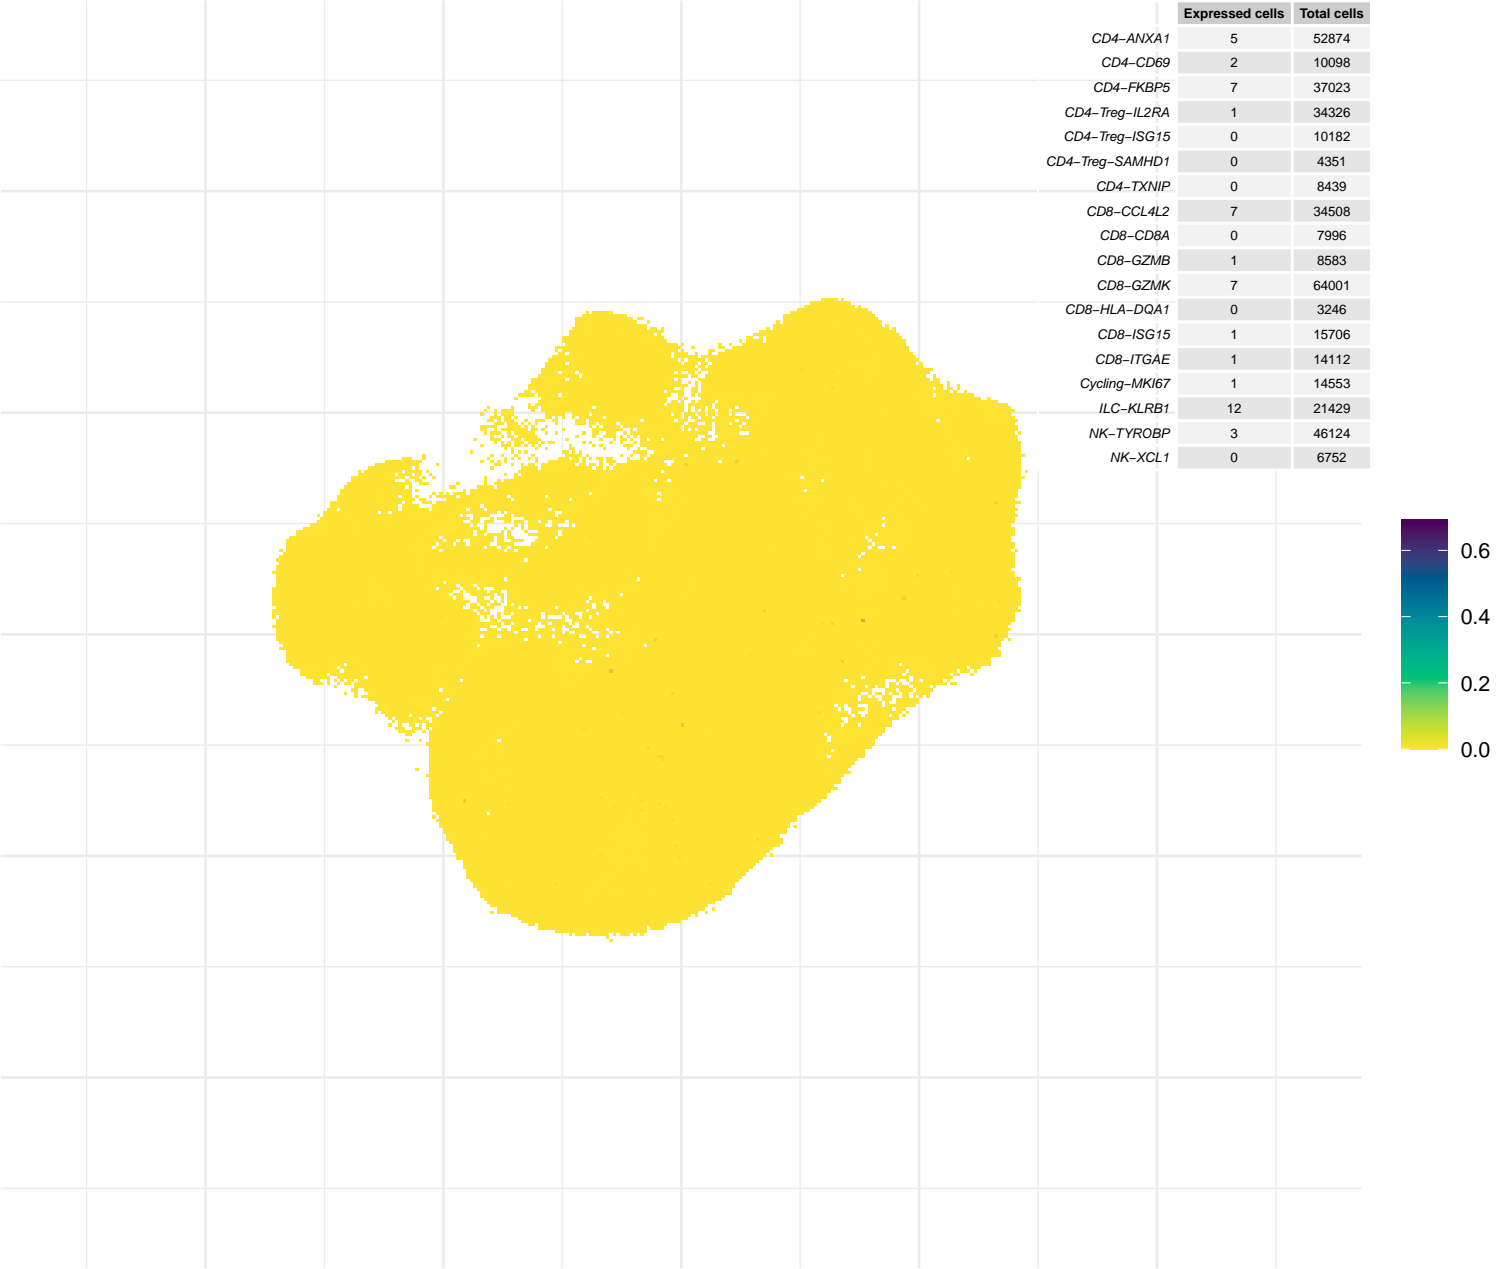 Expressed cells Total cells
CD4−ANXA1 5 52874
CD4−CD69 2 10098
CD4−FKBP5 7 37023
CD4−Treg−IL2RA 1 34326
CD4−Treg−ISG15 0 10182
CD4−Treg−SAMHD1 0 4351
CD4−TXNIP 0 8439
CD8−CCL4L2 7 34508
CD8−CD8A 0 7996
CD8−GZMB 1 8583
CD8−GZMK 7 64001
CD8−HLA−DQA1 0 3246
CD8−ISG15 1 15706
CD8−ITGAE 1 14112
Cycling−MKI67 1 14553
ILC−KLRB1 12 21429
NK−TYROBP 3 46124
NK−XCL1 0 6752
0.6
0.4
0.2
0.0